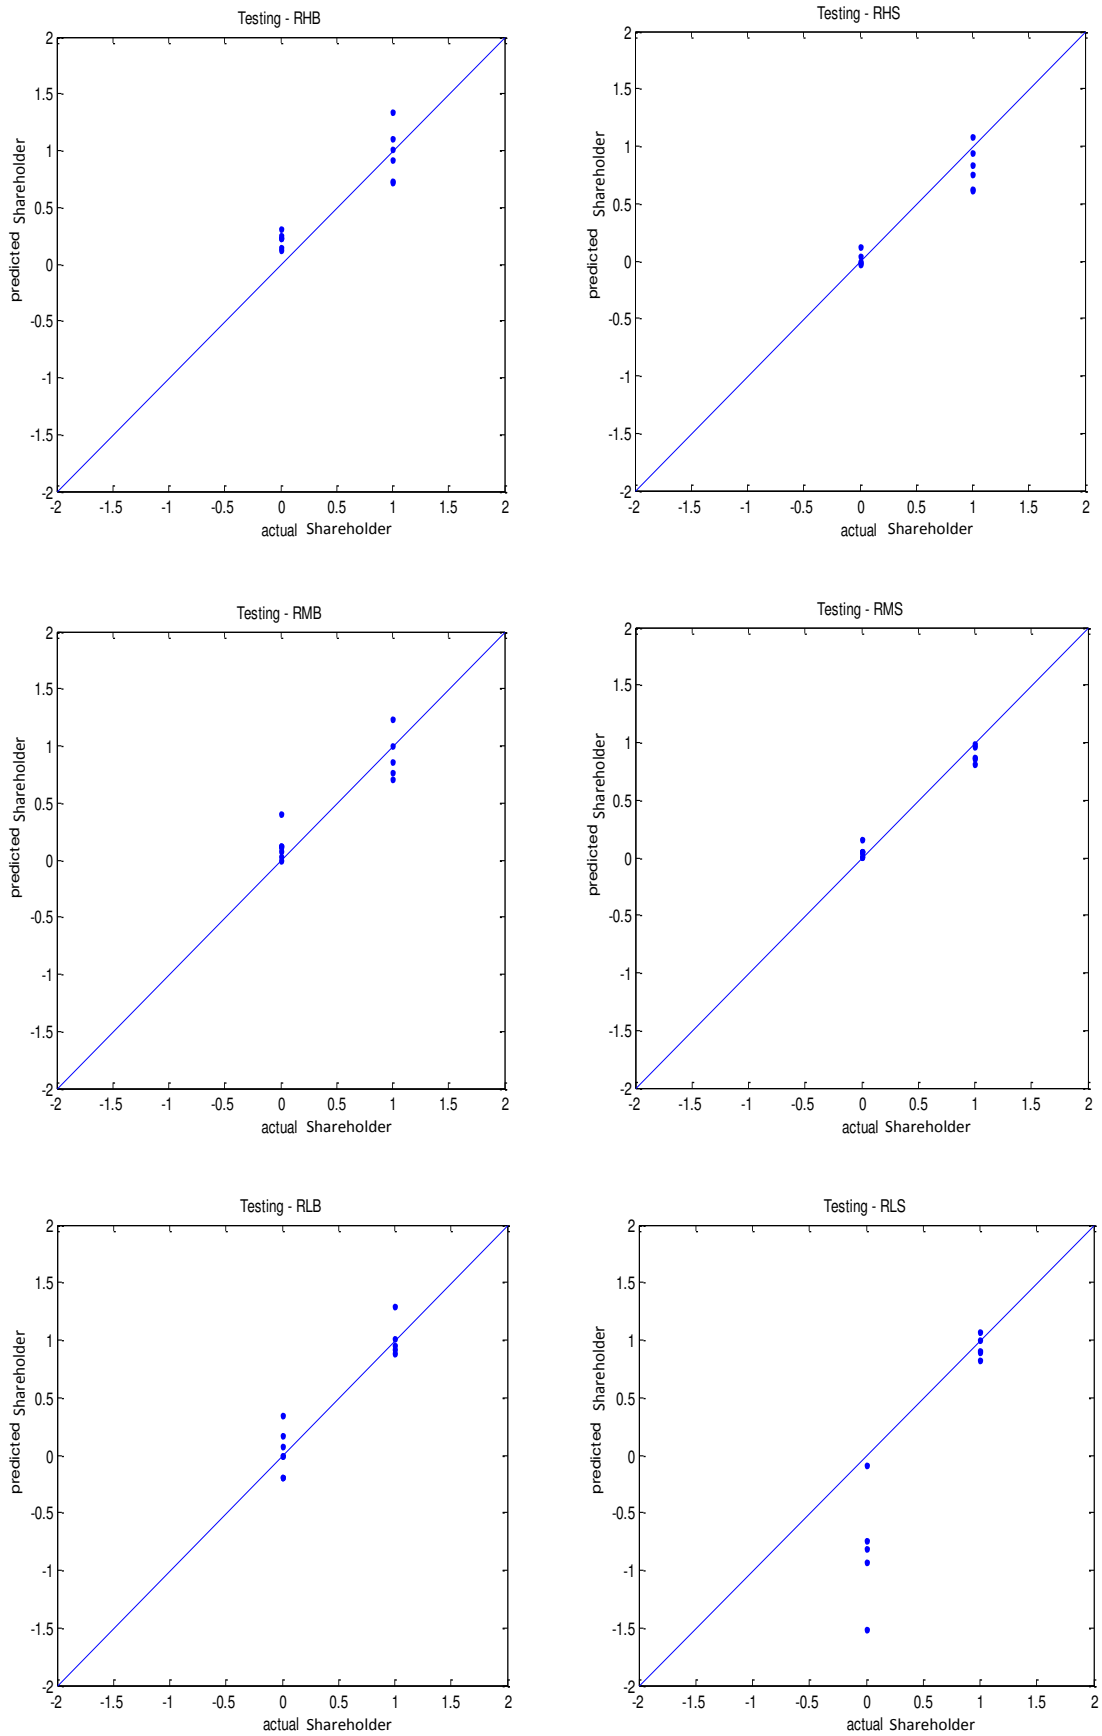 Testing - RHB
2
1.5
1
0.5
0
-0.5
-1
-1.5
-2
predicted Shareholder
-2 -1.5 -1 -0.5 0 0.5 1 1.5 2
actual Shareholder
Testing - RHS
2
1.5
1
0.5
0
-0.5
-1
-1.5
-2
predicted Shareholder
-2 -1.5 -1 -0.5 0 0.5 1 1.5 2
actual Shareholder
Testing - RMB
2
1.5
1
0.5
0
-0.5
-1
-1.5
-2
predicted Shareholder
-2 -1.5 -1 -0.5 0 0.5 1 1.5 2
actual Shareholder
Testing - RMS
2
1.5
1
0.5
0
-0.5
-1
-1.5
-2
predicted Shareholder
-2 -1.5 -1 -0.5 0 0.5 1 1.5 2
actual Shareholder
Testing - RLB
2
1.5
1
0.5
0
-0.5
-1
-1.5
-2
predicted Shareholder
-2 -1.5 -1 -0.5 0 0.5 1 1.5 2
actual Shareholder
Testing - RLS
2
1.5
1
0.5
0
-0.5
-1
-1.5
-2
predicted Shareholder
-2 -1.5 -1 -0.5 0 0.5 1 1.5 2
actual Shareholder